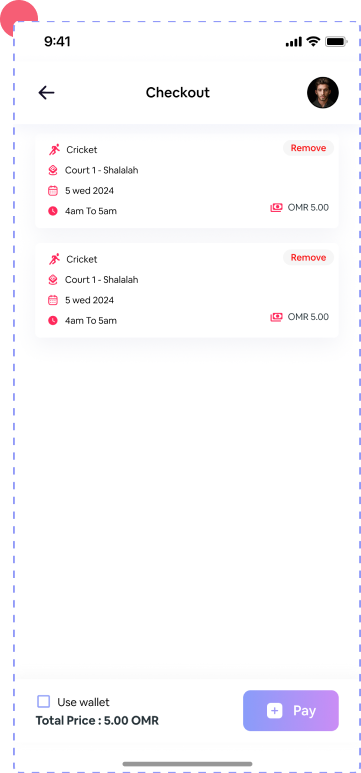 9:41
Checkout
Cricket
Remove
Court 1 - Shalalah
5 wed 2024
4am To 5am
OMR 5.00
Cricket
Remove
Court 1 - Shalalah
5 wed 2024
4am To 5am
OMR 5.00
Use wallet
Total Price : 5.00 OMR
Pay